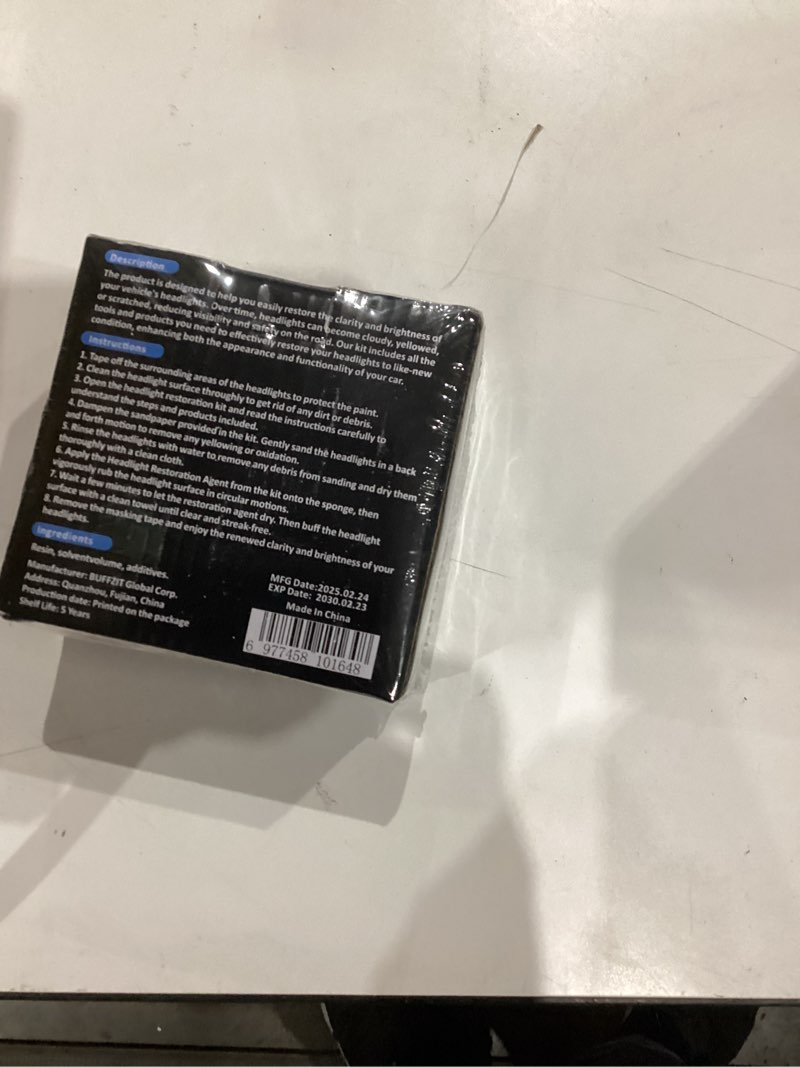 Description
The product is designed to help you easily restore the clarity and brightness of
your vehicle's headlights. Over time, headlights can become cloudy, yellowed,
or scratched, reducing visibility and safety on the road. Our kit includes all the
tools and products you need to effectively restore your headlights to like-new
condition, enhancing both the appearance and functionality of your car.
Instructions
1. Tape off the surrounding areas of the headlights to protect the paint.
2. Clean the headlight surface throughly to get rid of any dirt or debris.
3. Open the headlight restoration kit and read the instructions carefully to
understand the steps and products included.
4. Dampen the sandpaper provided in the kit. Gently sand the headlights in a back
and forth motion to remove any yellowing or oxidation.
5. Rinse the headlights with water to remove any debris from sanding and dry them
thoroughly with a clean cloth.
6. Apply the Headlight Restoration Agent from the kit onto the sponge, then
vigorously rub the headlight surface in circular motions.
7. Wait a few minutes to let the restoration agent dry. Then buff the headlight
surface with a clean towel until clear and streak-free.
8. Remove the masking tape and enjoy the renewed clarity and brightness of your
headlights.
Ingredients
Resin, solventvolume, additives.
Manufacturer: BUFFZIT Global Corp.
Address: Quanzhou, Fujian, China
Production date: Printed on the package
Shelf Life: 5 Years
MFG Date:2025.02.24
EXP Date: 2030.02.23
Made In China
6 977458 101648